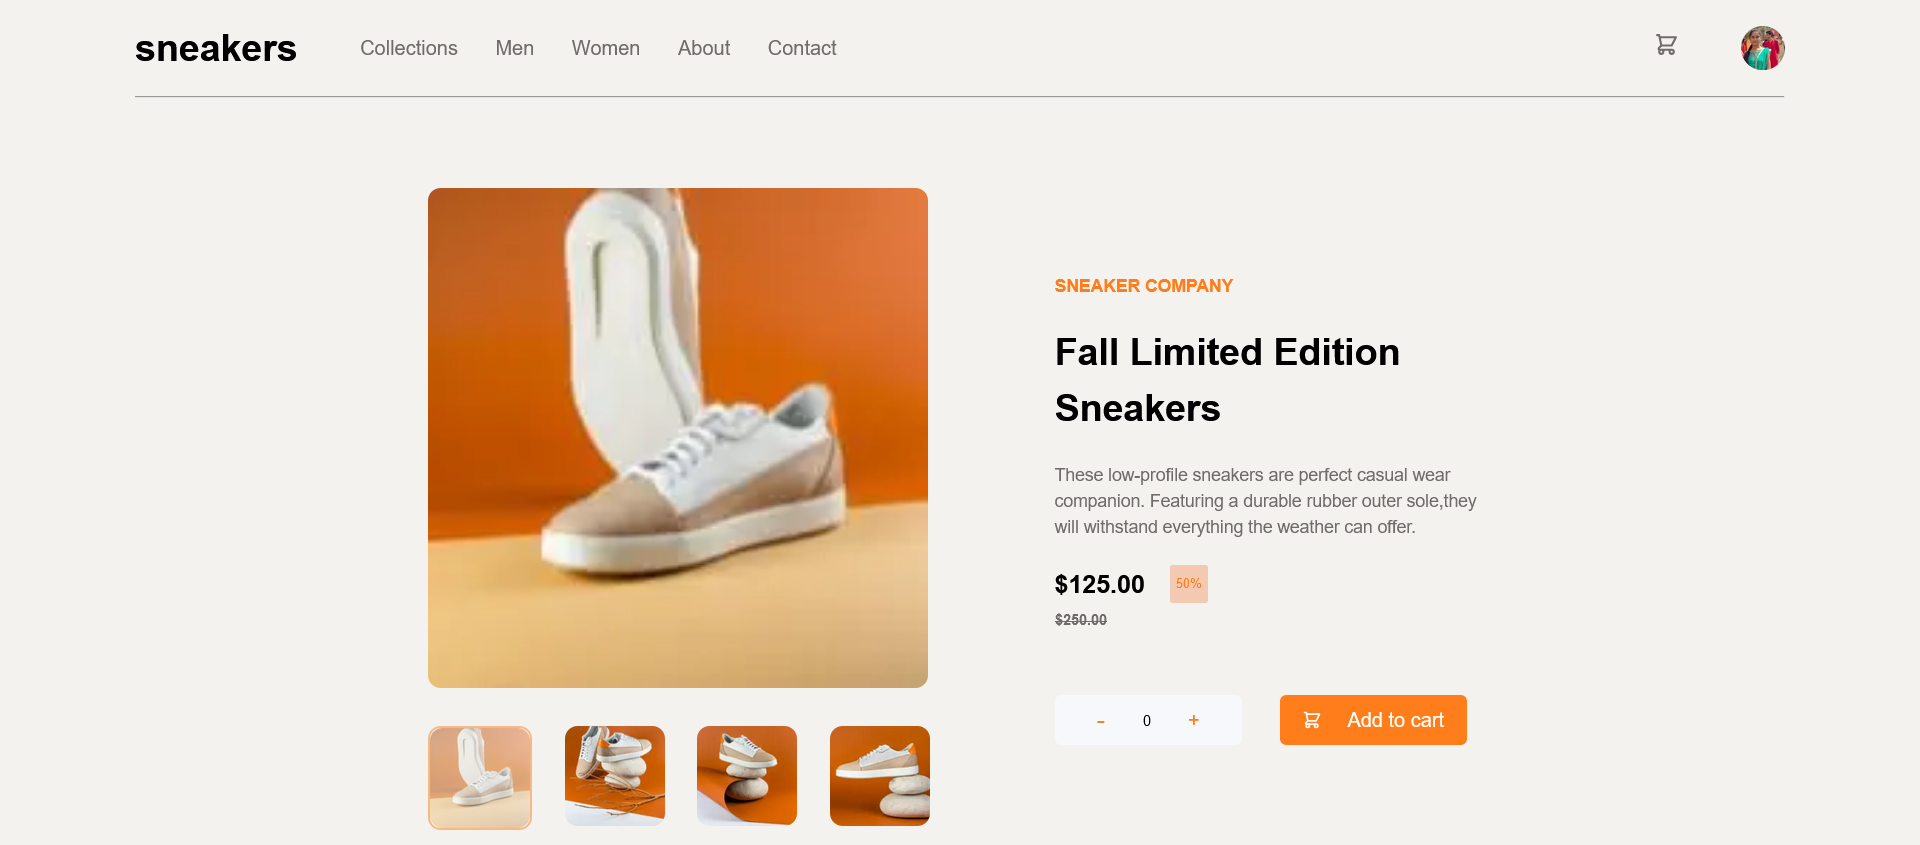 sneakers
Collections Men Women About Contact
SNEAKER COMPANY
Fall Limited Edition
Sneakers
These low-profile sneakers are perfect casual wear
companion. Featuring a durable rubber outer sole,they
will withstand everything the weather can offer.
$125.00 50%
$250.00
- 0 + Add to cart